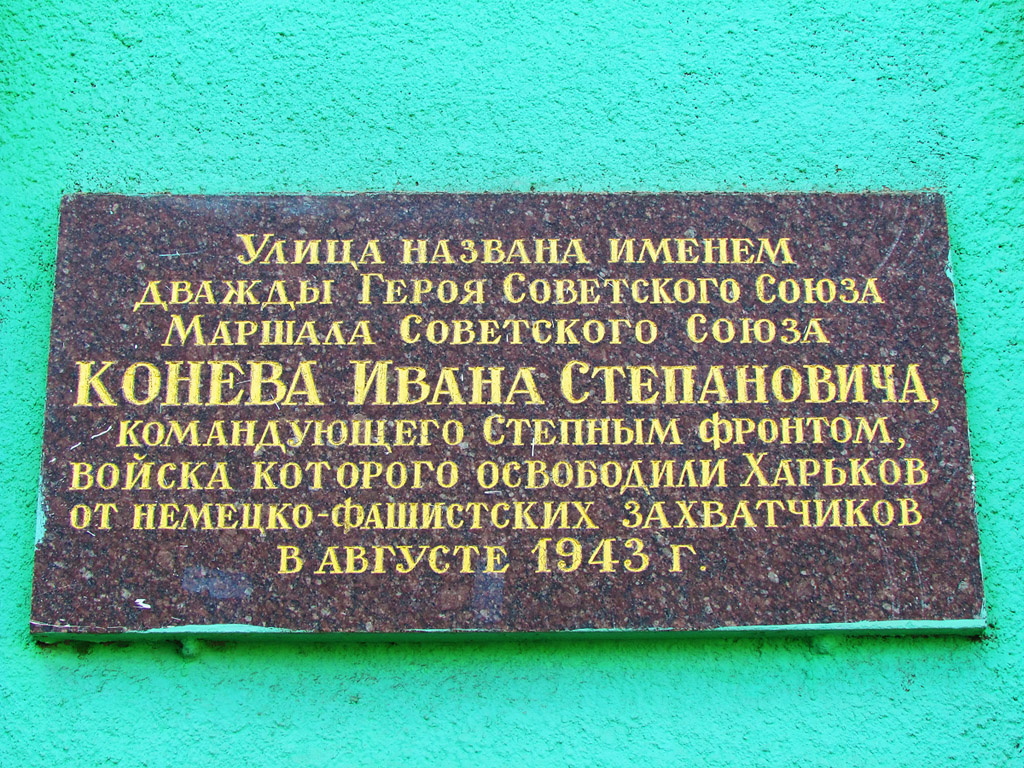 Улица названа именем
дважды Героя Советского Союза
Маршала Советского Союза
Конева Ивана Степановича,
командующего Степным фронтом,
войска которого освободили Харьков
от немецко-фашистских захватчиков
в августе 1943 г.